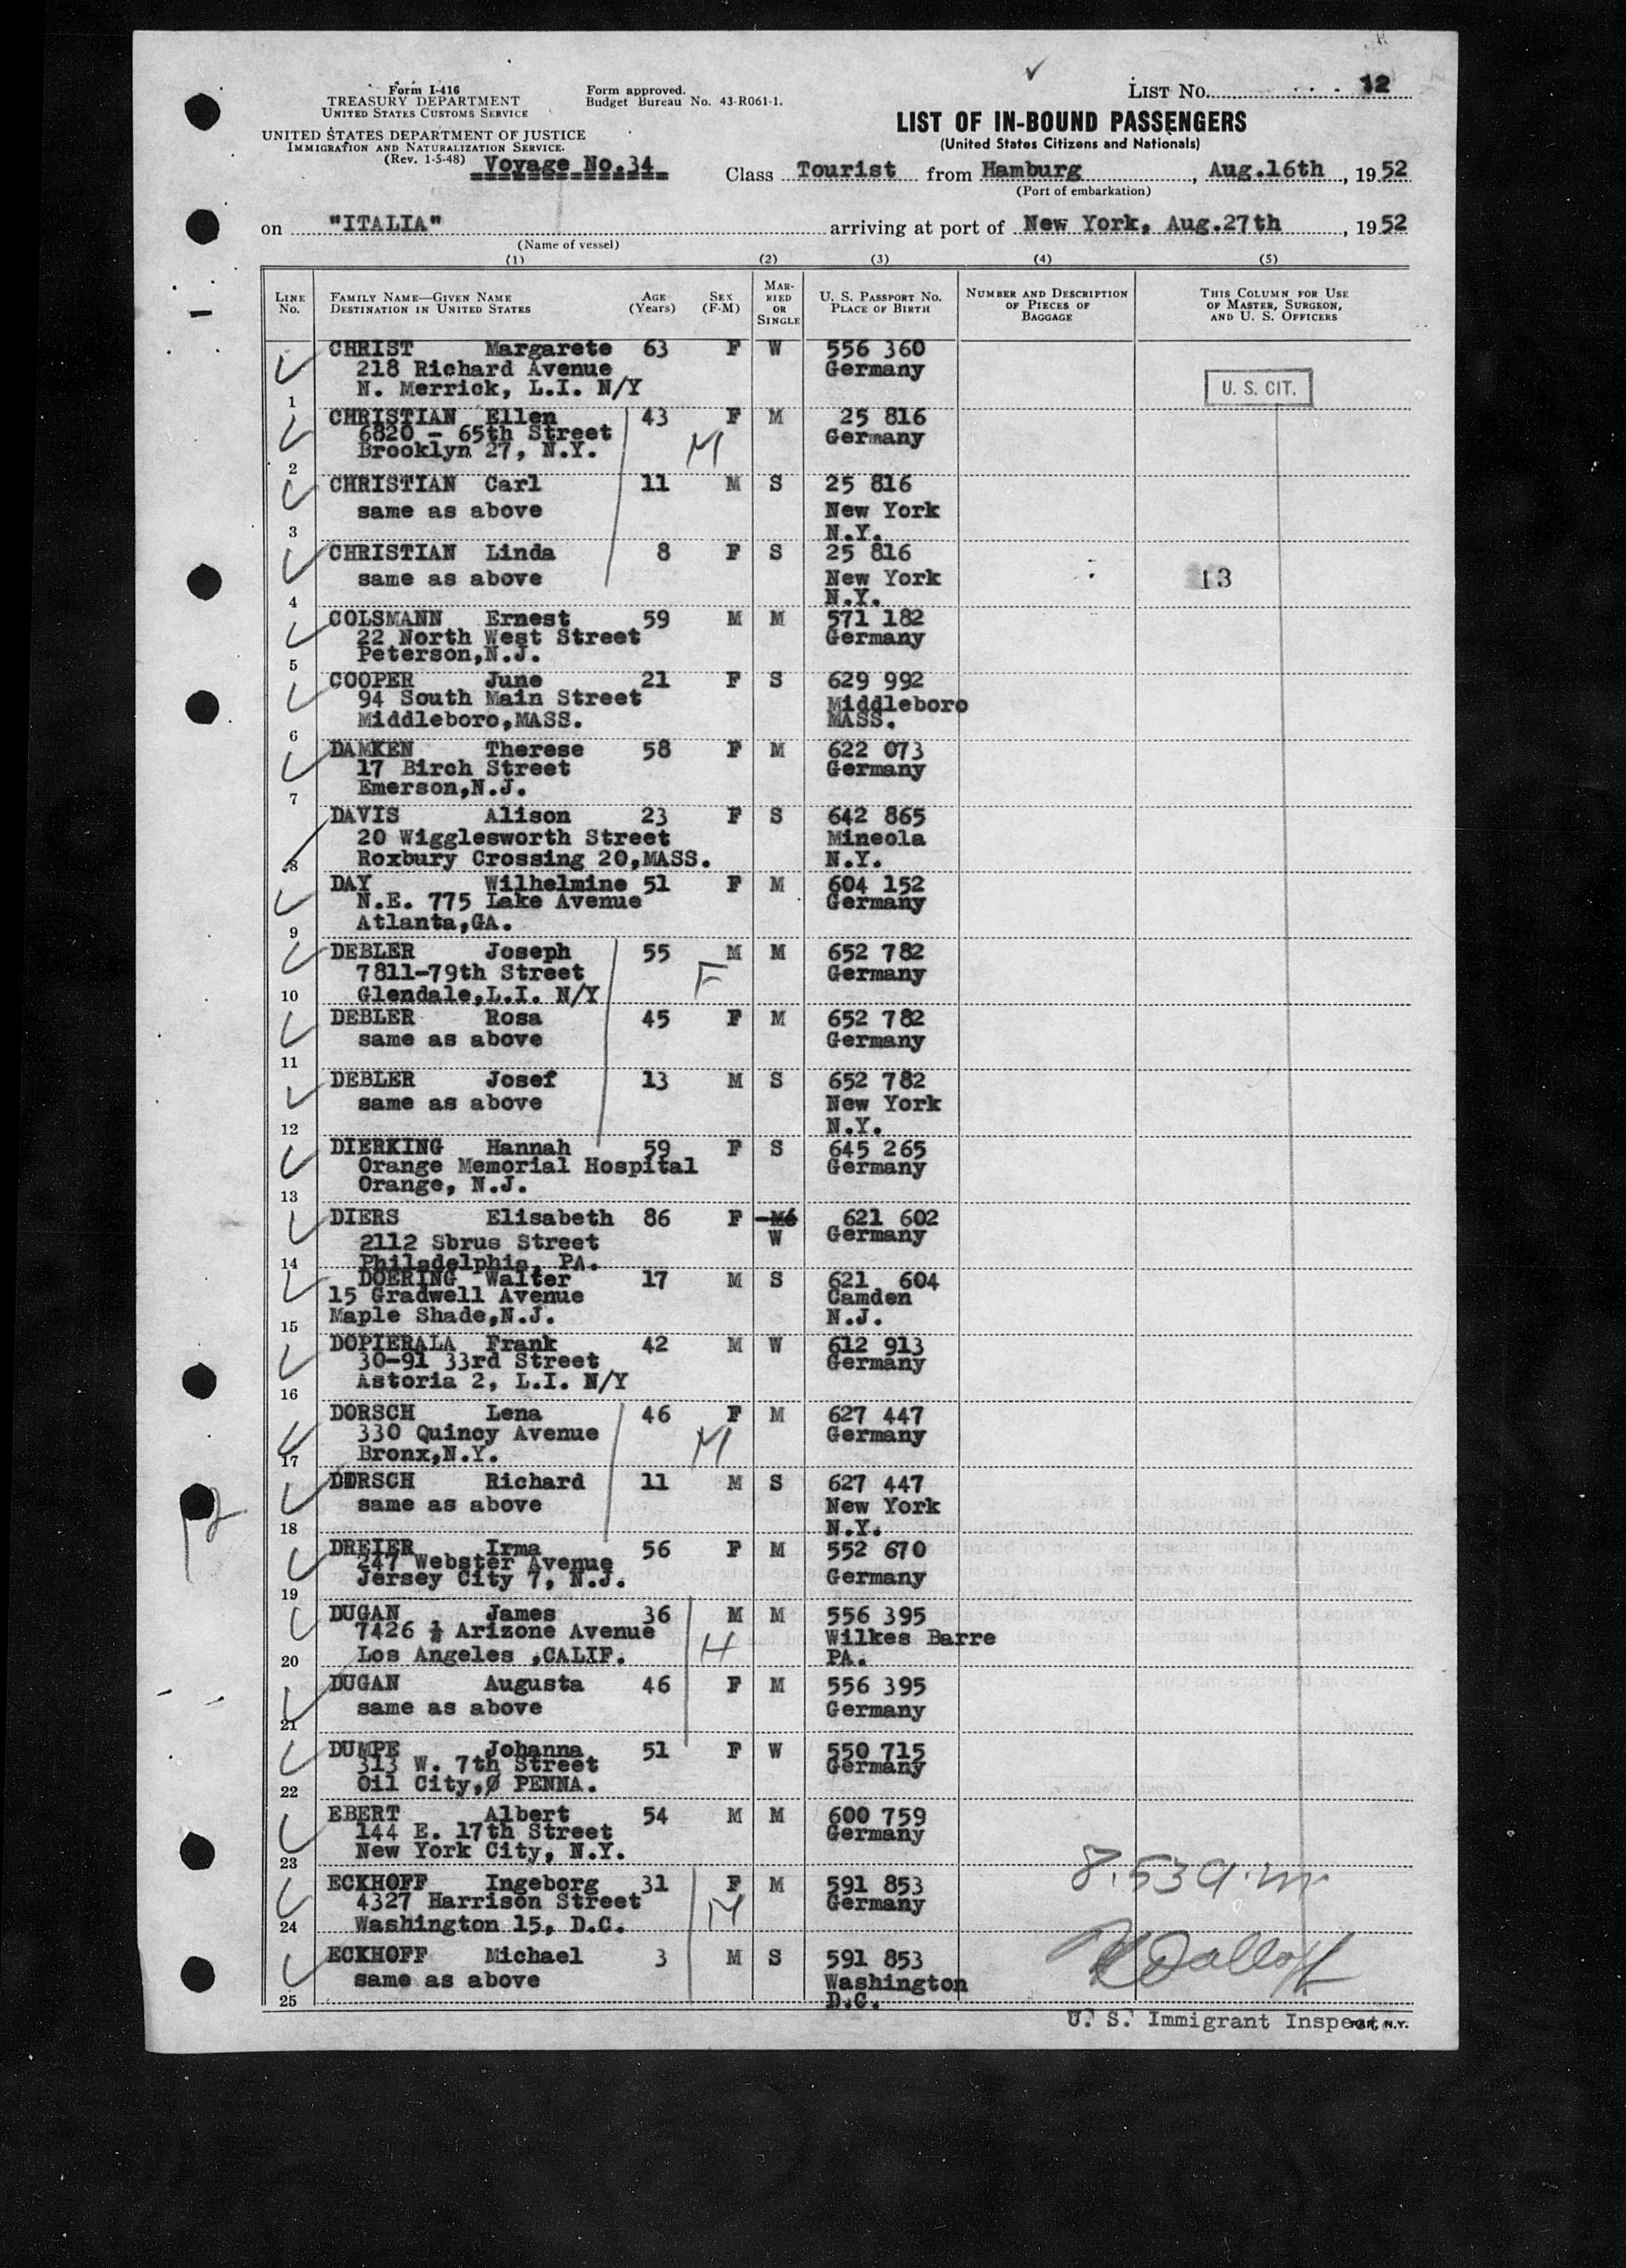 Form I-416
TREASURY DEPARTMENT
UNITED STATES CUSTOMS SERVICE
UNITED STATES DEPARTMENT OF JUSTICE
IMMIGRATION AND NATURALIZATION SERVICE.
(Rev. 1-5-48) Voyage No.34
Form approved.
Budget Bureau No. 43-R061-1.
LIST NO. 12
LIST OF IN-BOUND PASSENGERS
(United States Citizens and Nationals)
Class Tourist from Hamburg, Aug.16th, 1952
(Port of embarkation)
on "ITALIA" arriving at port of New York, Aug.27th, 1952
(Name of vessel)
(1) (2) (3) (4) (5)
LINE No.
FAMILY NAME—GIVEN NAME
DESTINATION IN UNITED STATES
AGE (Years)
SEX (F-M)
MARRIED OR SINGLE
U. S. PASSPORT NO.
PLACE OF BIRTH
NUMBER AND DESCRIPTION OF PIECES OF BAGGAGE
THIS COLUMN FOR USE OF MASTER, SURGEON, AND U. S. OFFICERS
CHRIST Margarete 63 F W 556 360
218 Richard Avenue Germany
N. Merrick, L.I. N/Y U. S. CIT.
1
CHRISTIAN Ellen 43 F M 25 816
6820 - 65th Street M Germany
Brooklyn 27, N.Y.
2
CHRISTIAN Carl 11 M S 25 816
same as above New York
3 N.Y.
CHRISTIAN Linda 8 F S 25 816
same as above New York 13
4 N.Y.
COLSMANN Ernest 59 M M 571 182
22 North West Street Germany
Peterson,N.J.
5
COOPER June 21 F S 629 992
94 South Main Street Middleboro
Middleboro,MASS. MASS.
6
DAMKEN Therese 58 F M 622 073
17 Birch Street Germany
Emerson,N.J.
7
DAVIS Alison 23 F S 642 865
20 Wigglesworth Street Mineola
8 Roxbury Crossing 20,MASS. N.Y.
DAY Wilhelmine 51 F M 604 152
N.E. 775 Lake Avenue Germany
Atlanta,GA.
9
DEBLER Joseph 55 M M 652 782
7811-79th Street F Germany
10 Glendale,L.I. N/Y
DEBLER Rosa 45 F M 652 782
same as above Germany
11
DEBLER Josef 13 M S 652 782
same as above New York
12 N.Y.
DIERKING Hannah 59 F S 645 265
Orange Memorial Hospital Germany
Orange, N.J.
13
DIERS Elisabeth 86 F W 621 602
2112 Sbrus Street Germany
14 Philadelphia, PA.
DOERING Walter 17 M S 621 604
15 Gradwell Avenue Camden
Maple Shade,N.J. N.J.
15
DOPIERALA Frank 42 M W 612 913
30-91 33rd Street Germany
Astoria 2, L.I. N/Y
16
DORSCH Lena 46 F M 627 447
330 Quincy Avenue M Germany
17 Bronx,N.Y.
DORSCH Richard 11 M S 627 447
same as above New York
18 N.Y.
DREIER Irma 56 F M 552 670
247 Webster Avenue
Jersey City 7, N.J. Germany
19
DUGAN James 36 M M 556 395
7426 ½ Arizone Avenue H Wilkes Barre
20 Los Angeles ,CALIF. PA.
DUGAN Augusta 46 F M 556 395
same as above Germany
21
DUMPE Johanna 51 F W 550 715
313 W. 7th Street Germany
Oil City, PENNA.
22
EBERT Albert 54 M M 600 759
144 E. 17th Street Germany
New York City, N.Y.
23
ECKHOFF Ingeborg 31 F M 591 853
4327 Harrison Street M Germany
24 Washington 15, D.C.
ECKHOFF Michael 3 M S 591 853
same as above Washington
25 D.C.
U. S. Immigrant Inspect